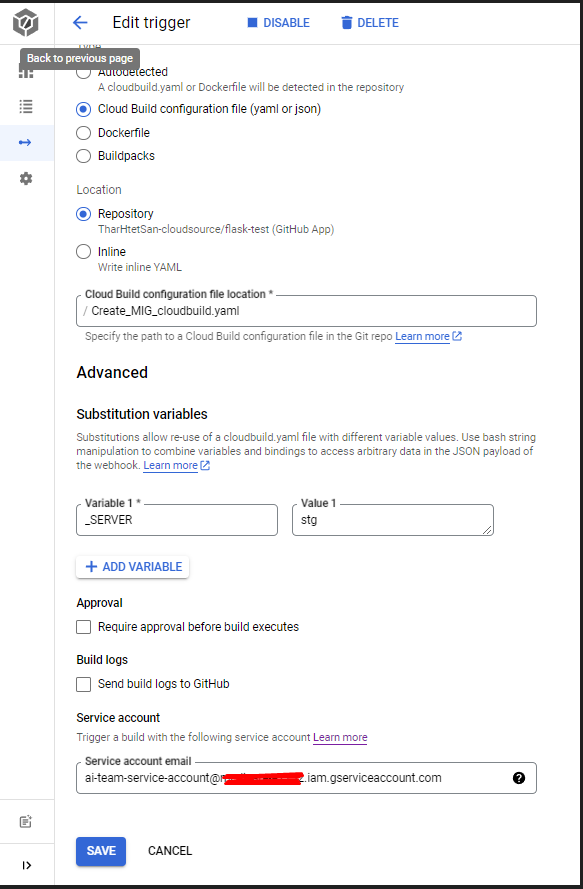 Edit trigger
DISABLE
DELETE
Type
Back to previous page
Autodetected
A cloudbuild.yaml or Dockerfile will be detected in the repository
Cloud Build configuration file (yaml or json)
Dockerfile
Buildpacks
Location
Repository
TharHtetSan-cloudsource/flask-test (GitHub App)
Inline
Write inline YAML
Cloud Build configuration file location *
/ Create_MIG_cloudbuild.yaml
Specify the path to a Cloud Build configuration file in the Git repo Learn more
Advanced
Substitution variables
Substitutions allow re-use of a cloudbuild.yaml file with different variable values. Use bash string
manipulation to combine variables and bindings to access arbitrary data in the JSON payload of
the webhook. Learn more
Variable 1 *
_SERVER
Value 1
stg
ADD VARIABLE
Approval
Require approval before build executes
Build logs
Send build logs to GitHub
Service account
Trigger a build with the following service account Learn more
Service account email
ai-team-service-account@ .iam.gserviceaccount.com
SAVE
CANCEL